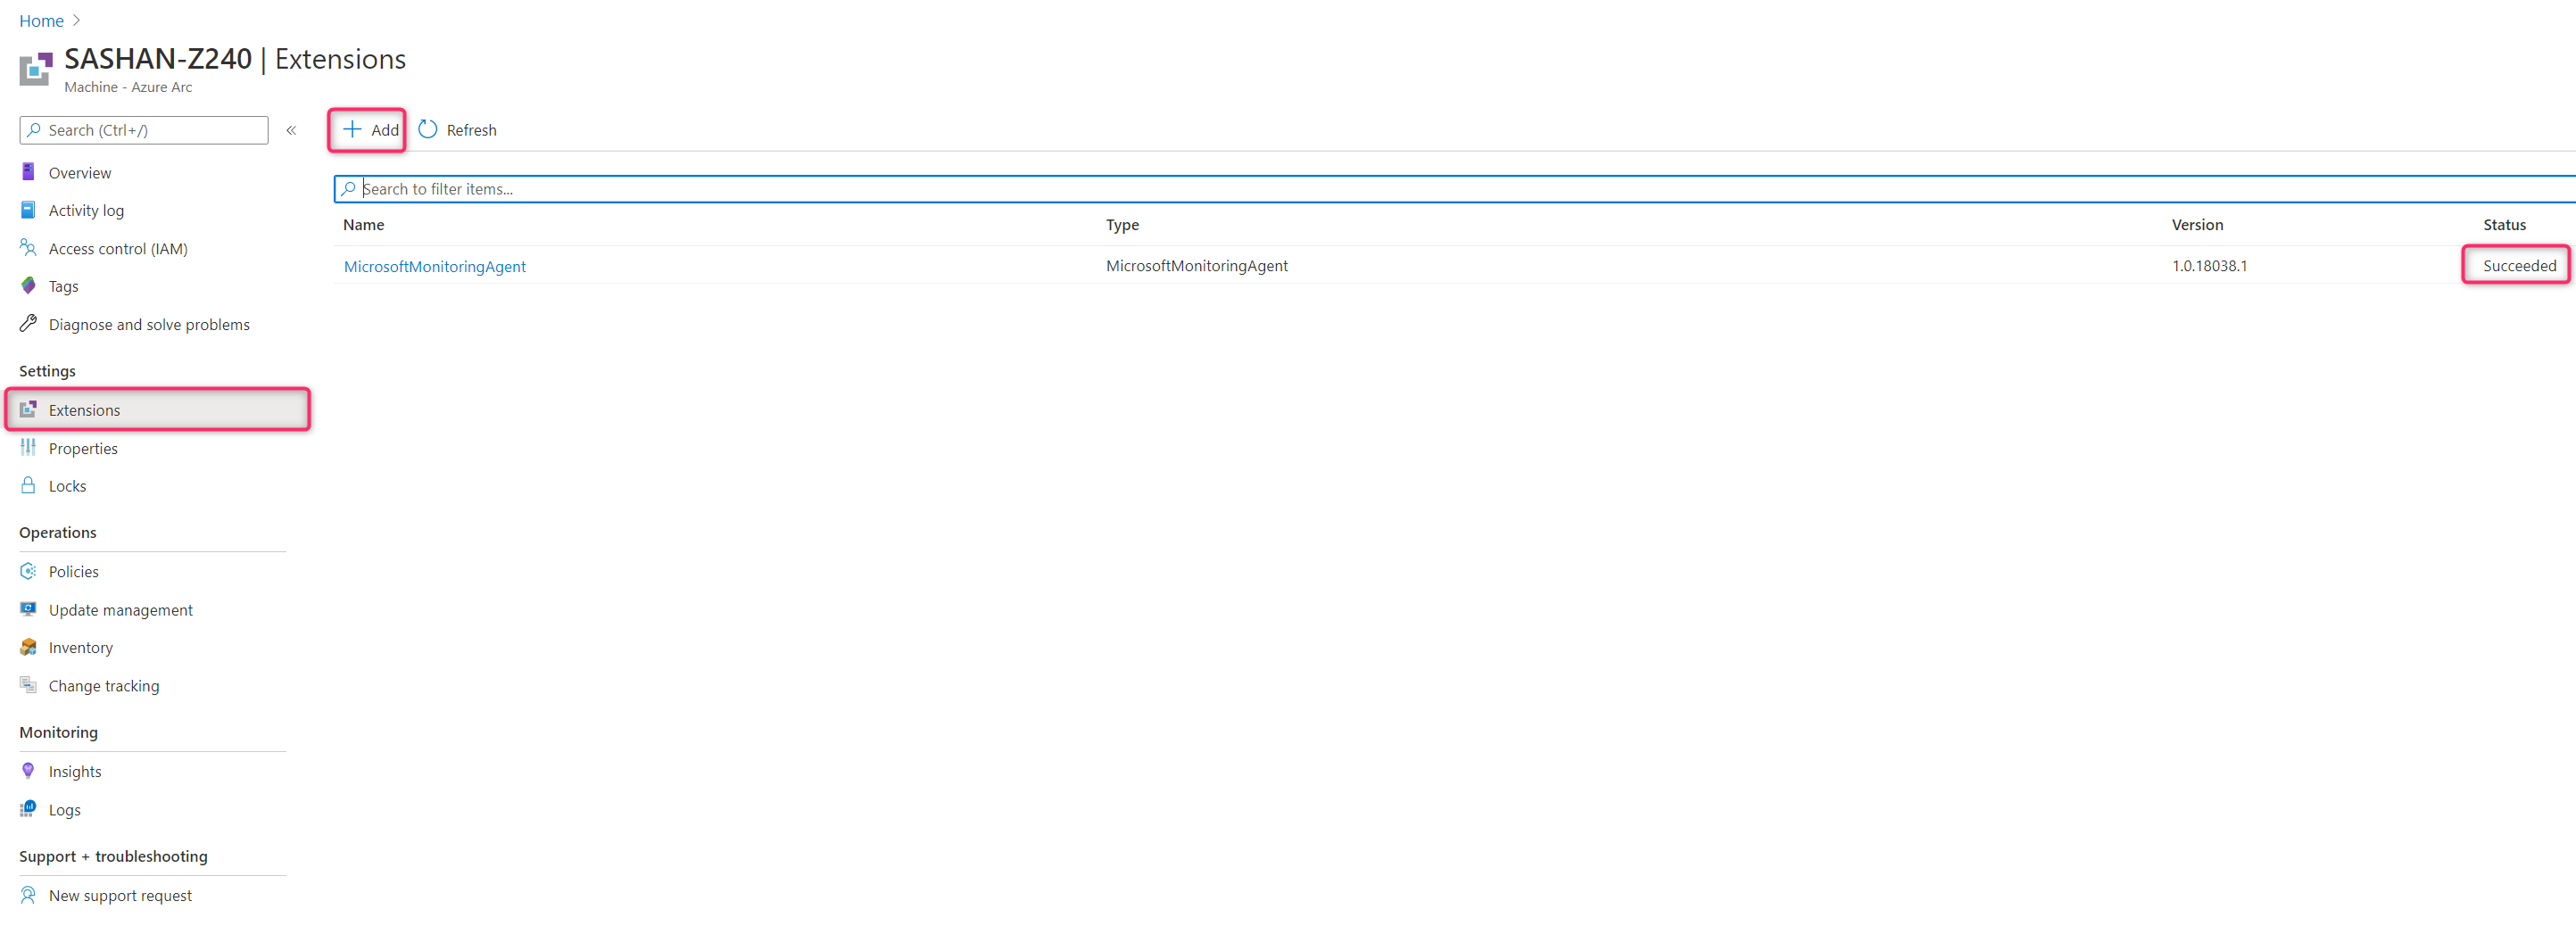 Home >
SASHAN-Z240 | Extensions
Machine - Azure Arc
Search (Ctrl+/)
«
Overview
Activity log
Access control (IAM)
Tags
Diagnose and solve problems
Settings
Extensions
Properties
Locks
Operations
Policies
Update management
Inventory
Change tracking
Monitoring
Insights
Logs
Support + troubleshooting
New support request
+ Add Refresh
Search to filter items...
Name Type Version Status
MicrosoftMonitoringAgent MicrosoftMonitoringAgent 1.0.18038.1 Succeeded